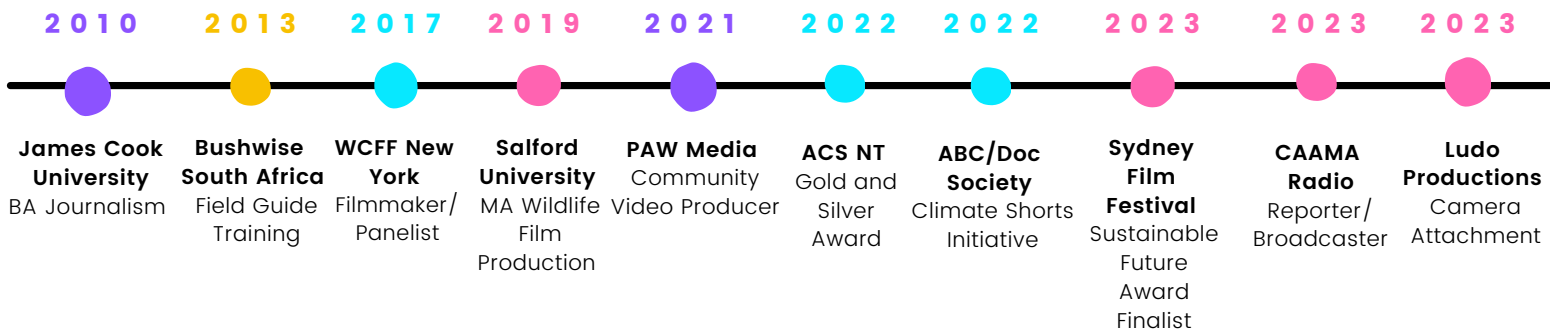 2010
James Cook
University
BA Journalism
2013
Bushwise
South Africa
Field Guide
Training
2017
WCFF New
York
Filmmaker/
Panelist
2019
Salford
University
MA Wildlife
Film
Production
2021
PAW Media
Community
Video Producer
2022
ACS NT
Gold and
Silver
Award
2022
ABC/Doc
Society
Climate Shorts
Initiative
2023
Sydney
Film
Festival
Sustainable
Future
Award
Finalist
2023
CAAMA
Radio
Reporter/
Broadcaster
2023
Ludo
Productions
Camera
Attachment